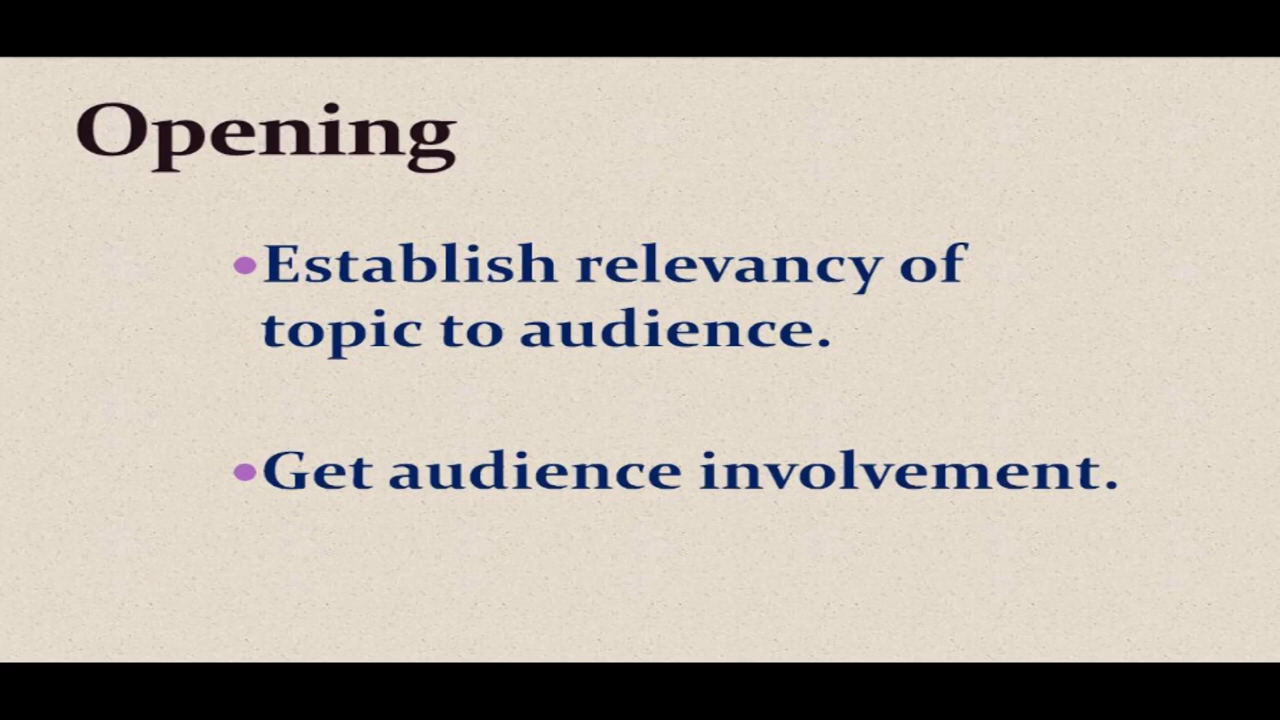 Opening
•Establish relevancy of
topic to audience.
•Get audience involvement.